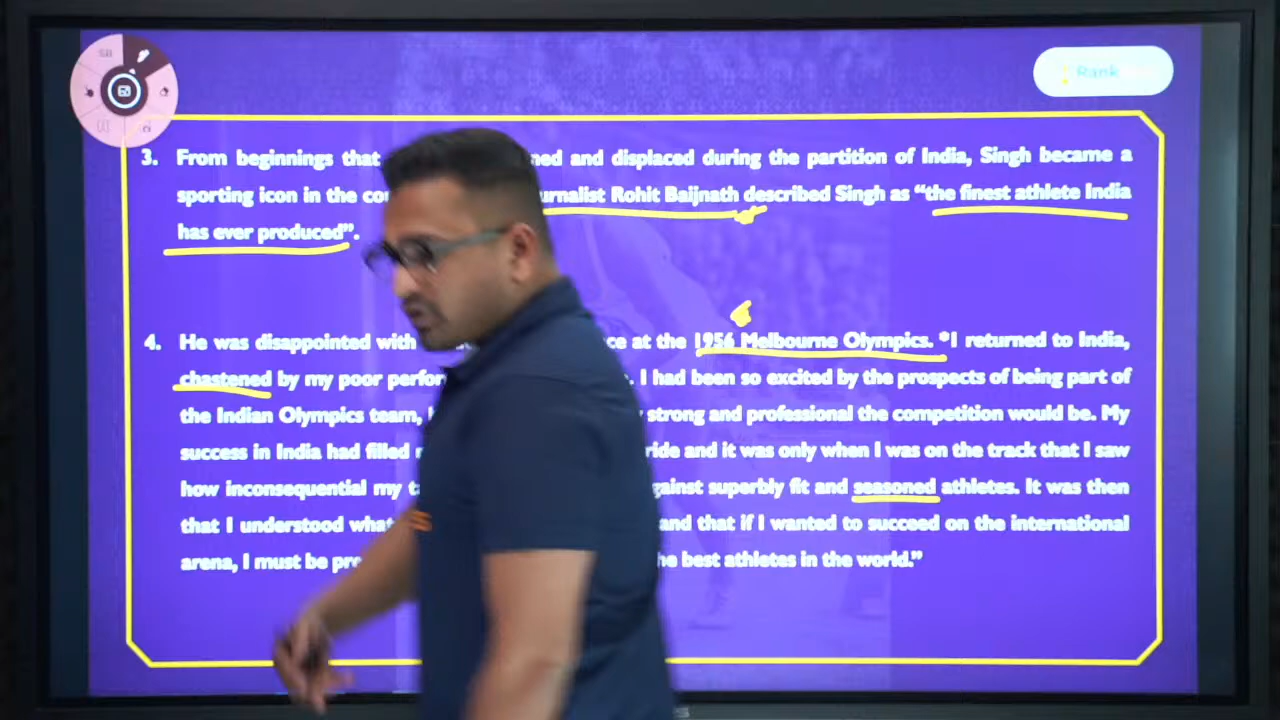 Rank
3. From beginnings that ned and displaced during the partition of India, Singh became a
sporting icon in the co urnalist Rohit Baijnath described Singh as “the finest athlete India
has ever produced”.
4. He was disappointed with ce at the 1956 Melbourne Olympics. "I returned to India,
chastened by my poor perfor . I had been so excited by the prospects of being part of
the Indian Olympics team, strong and professional the competition would be. My
success in India had filled ride and it was only when I was on the track that I saw
how inconsequential my t gainst superbly fit and seasoned athletes. It was then
that I understood what and that if I wanted to succeed on the international
arena, I must be pre he best athletes in the world.”